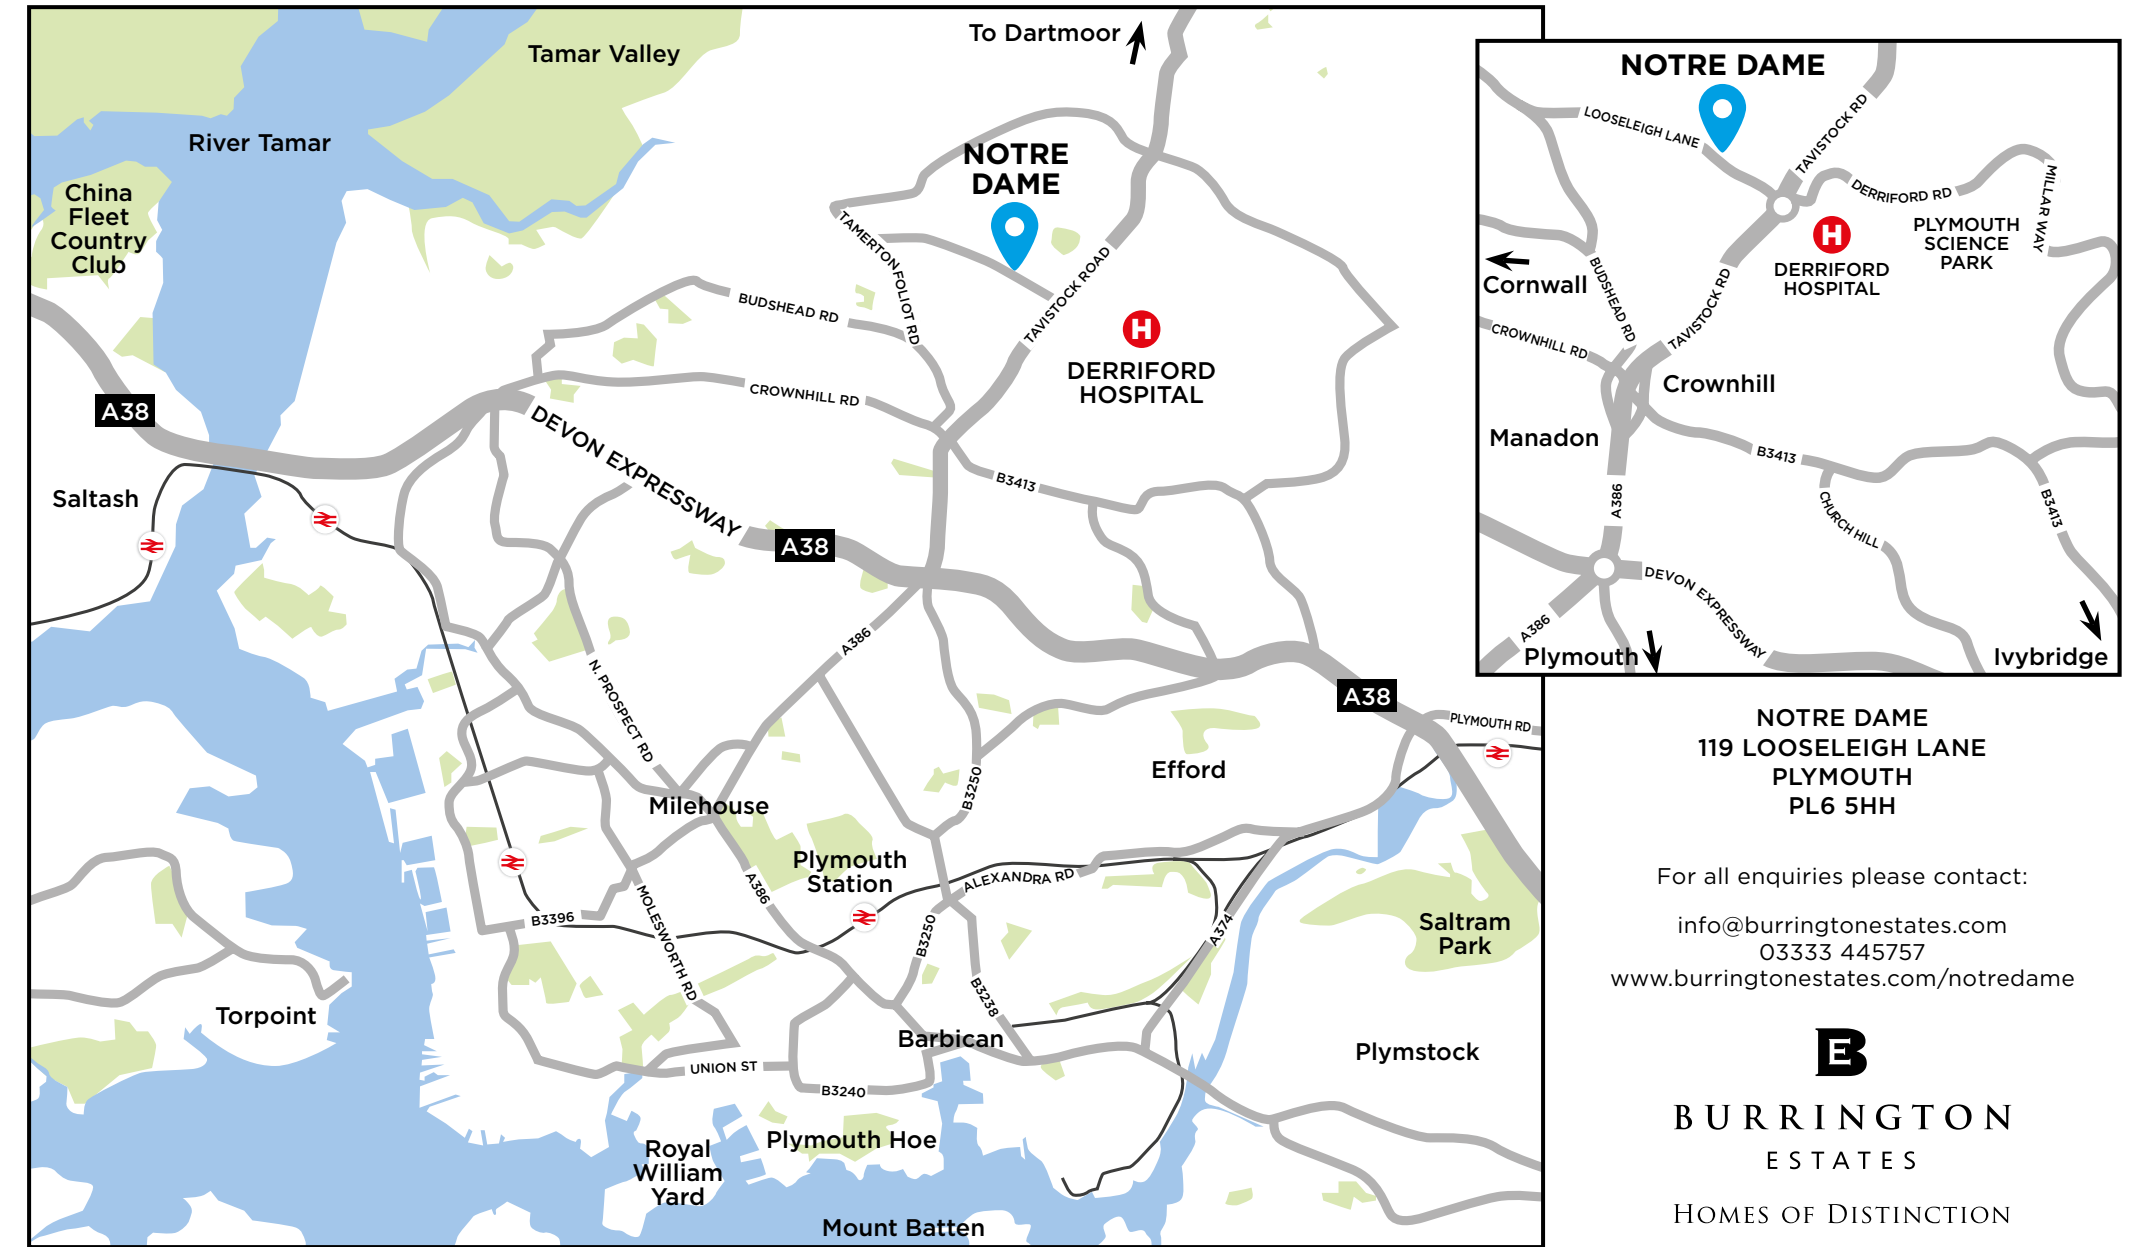 To Dartmoor
Tamar Valley
River Tamar
China
Fleet
Country
Club
NOTRE
DAME
TAMERTON FOLIOT RD
TAVISTOCK ROAD
BUDSHEAD RD
DERRIFORD
HOSPITAL
H
CROWNHILL RD
A38
DEVON EXPRESSWAY
Saltash
B3413
A38
A386
N. PROSPECT RD
A38
PLYMOUTH RD
Efford
B3250
Milehouse
Plymouth
Station
A386
ALEXANDRA RD
MOLESWORTH RD
B3396
B3250
A374
Saltram
Park
B3238
Torpoint
Barbican
Plymstock
UNION ST
B3240
Royal
William
Yard
Plymouth Hoe
Mount Batten
NOTRE DAME
LOOSELEIGH LANE
TAVISTOCK RD
DERRIFORD RD
MILLAR WAY
PLYMOUTH
SCIENCE
PARK
H
DERRIFORD
HOSPITAL
Cornwall
BUDSHEAD RD
TAVISTOCK RD
CROWNHILL RD
Crownhill
Manadon
B3413
A386
CHURCH HILL
B3413
DEVON EXPRESSWAY
A386
Plymouth
Ivybridge
NOTRE DAME
119 LOOSELEIGH LANE
PLYMOUTH
PL6 5HH
For all enquiries please contact:
info@burringtonestates.com
03333 445757
www.burringtonestates.com/notredame
BE
BURRINGTON
ESTATES
HOMES OF DISTINCTION